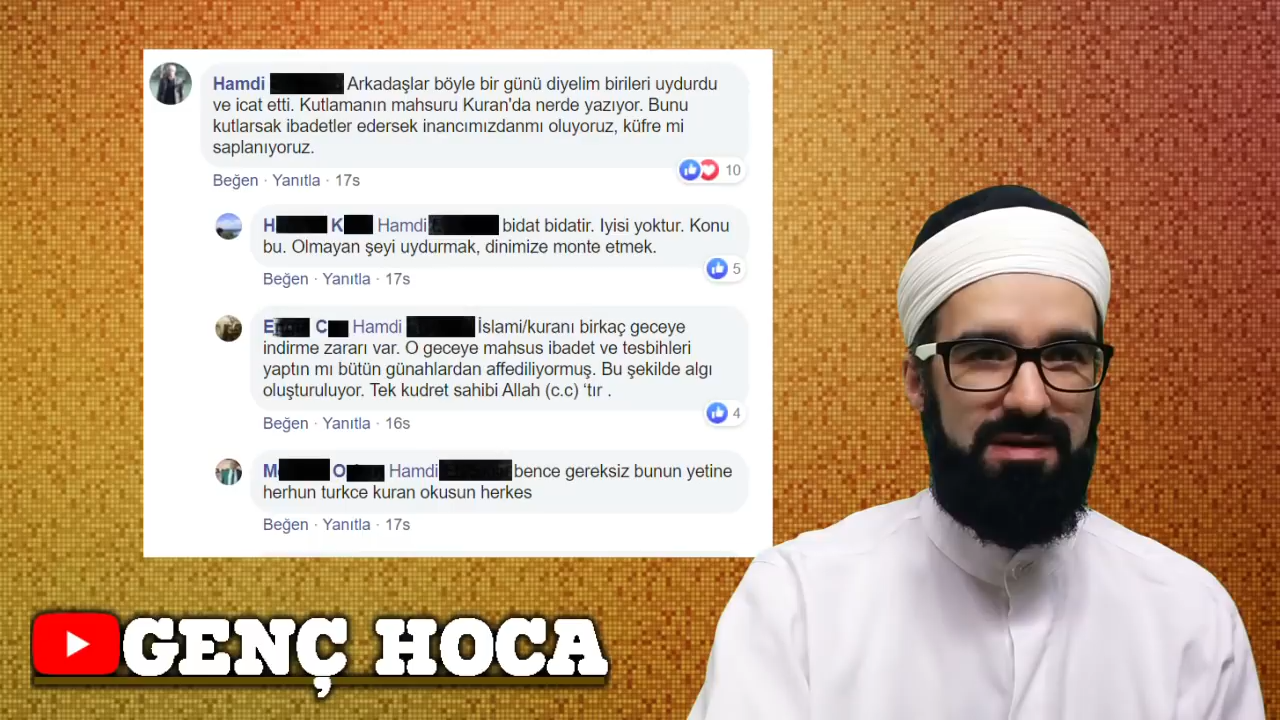 Hamdi Arkadaşlar böyle bir günü diyelim birileri uydurdu
ve icat etti. Kutlamanın mahsuru Kuran'da nerde yazıyor. Bunu
kutlarsak ibadetler edersek inancımızdanmı oluyoruz, küfre mi
saplanıyoruz.
10
Beğen · Yanıtla · 17s
H K Hamdi bidat bidatir. Iyisi yoktur. Konu
bu. Olmayan şeyi uydurmak, dinimize monte etmek.
5
Beğen · Yanıtla · 17s
E C Hamdi İslami/kuranı birkaç geceye
indirme zararı var. O geceye mahsus ibadet ve tesbihleri
yaptın mı bütün günahlardan affediliyormuş. Bu şekilde algı
oluşturuluyor. Tek kudret sahibi Allah (c.c) ‘tır .
4
Beğen · Yanıtla · 16s
M O Hamdi bence gereksiz bunun yetine
herhun turkce kuran okusun herkes
Beğen · Yanıtla · 17s
GENÇ HOCA